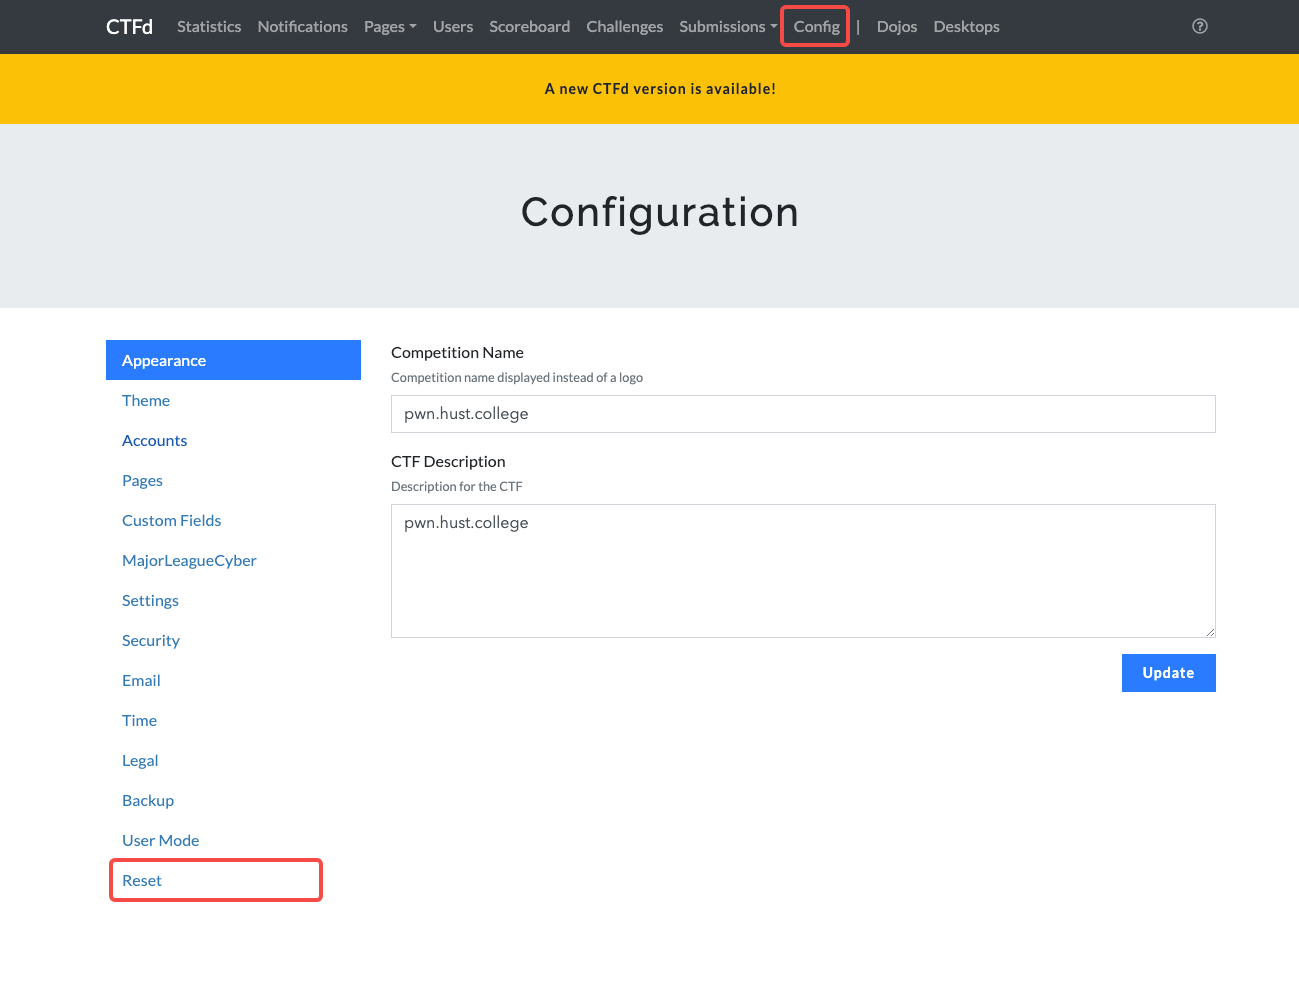 CTFd Statistics Notifications Pages Users Scoreboard Challenges Submissions Config | Dojos Desktops
A new CTFd version is available!
Configuration
Appearance
Theme
Accounts
Pages
Custom Fields
MajorLeagueCyber
Settings
Security
Email
Time
Legal
Backup
User Mode
Reset
Competition Name
Competition name displayed instead of a logo
pwn.hust.college
CTF Description
Description for the CTF
pwn.hust.college
Update